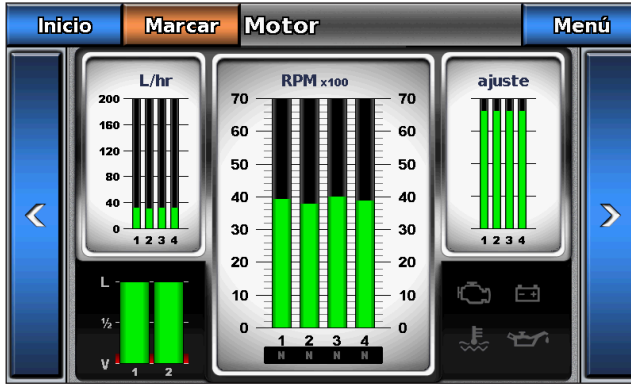 Inicio Marcar Motor Menú
L/hr
200
160
120
80
40
0
1 2 3 4
RPM x100
70 70
60 60
50 50
40 40
30 30
20 20
10 10
0 0
1 2 3 4
N N N N
ajuste
1 2 3 4
L
½
V
1 2